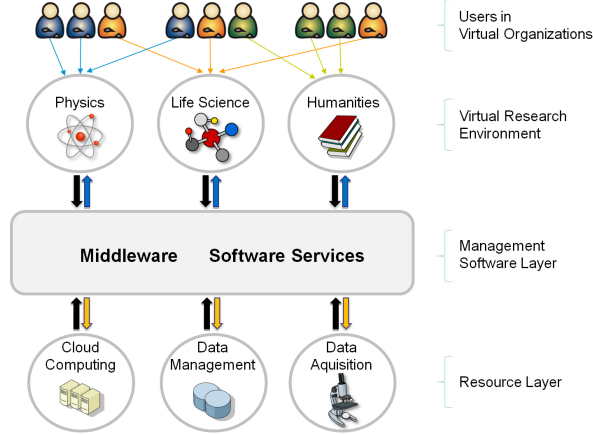 Users in
Virtual Organizations
Physics
Life Science
Humanities
Virtual Research
Environment
Middleware Software Services
Management
Software Layer
Cloud
Computing
Data
Management
Data
Aquisition
Resource Layer